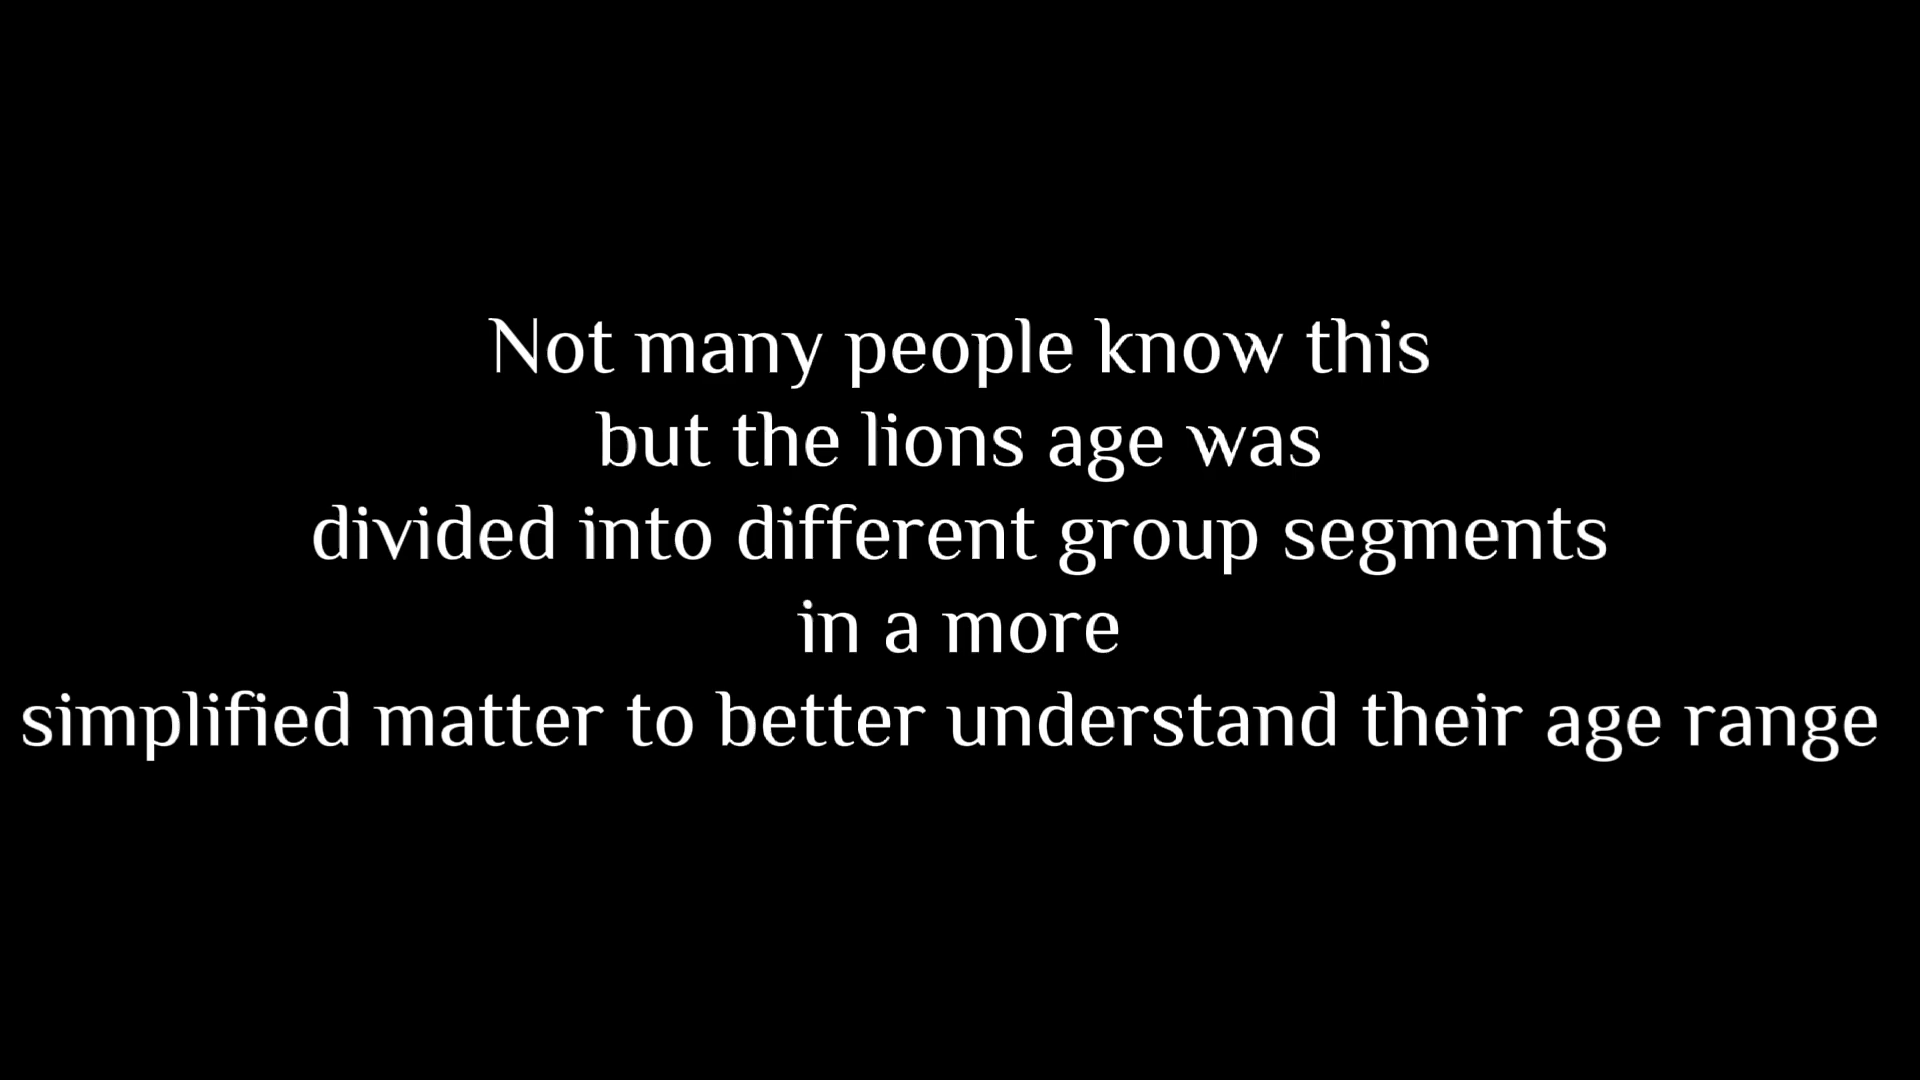 Not many people know this
but the lions age was
divided into different group segments
in a more
simplified matter to better understand their age range